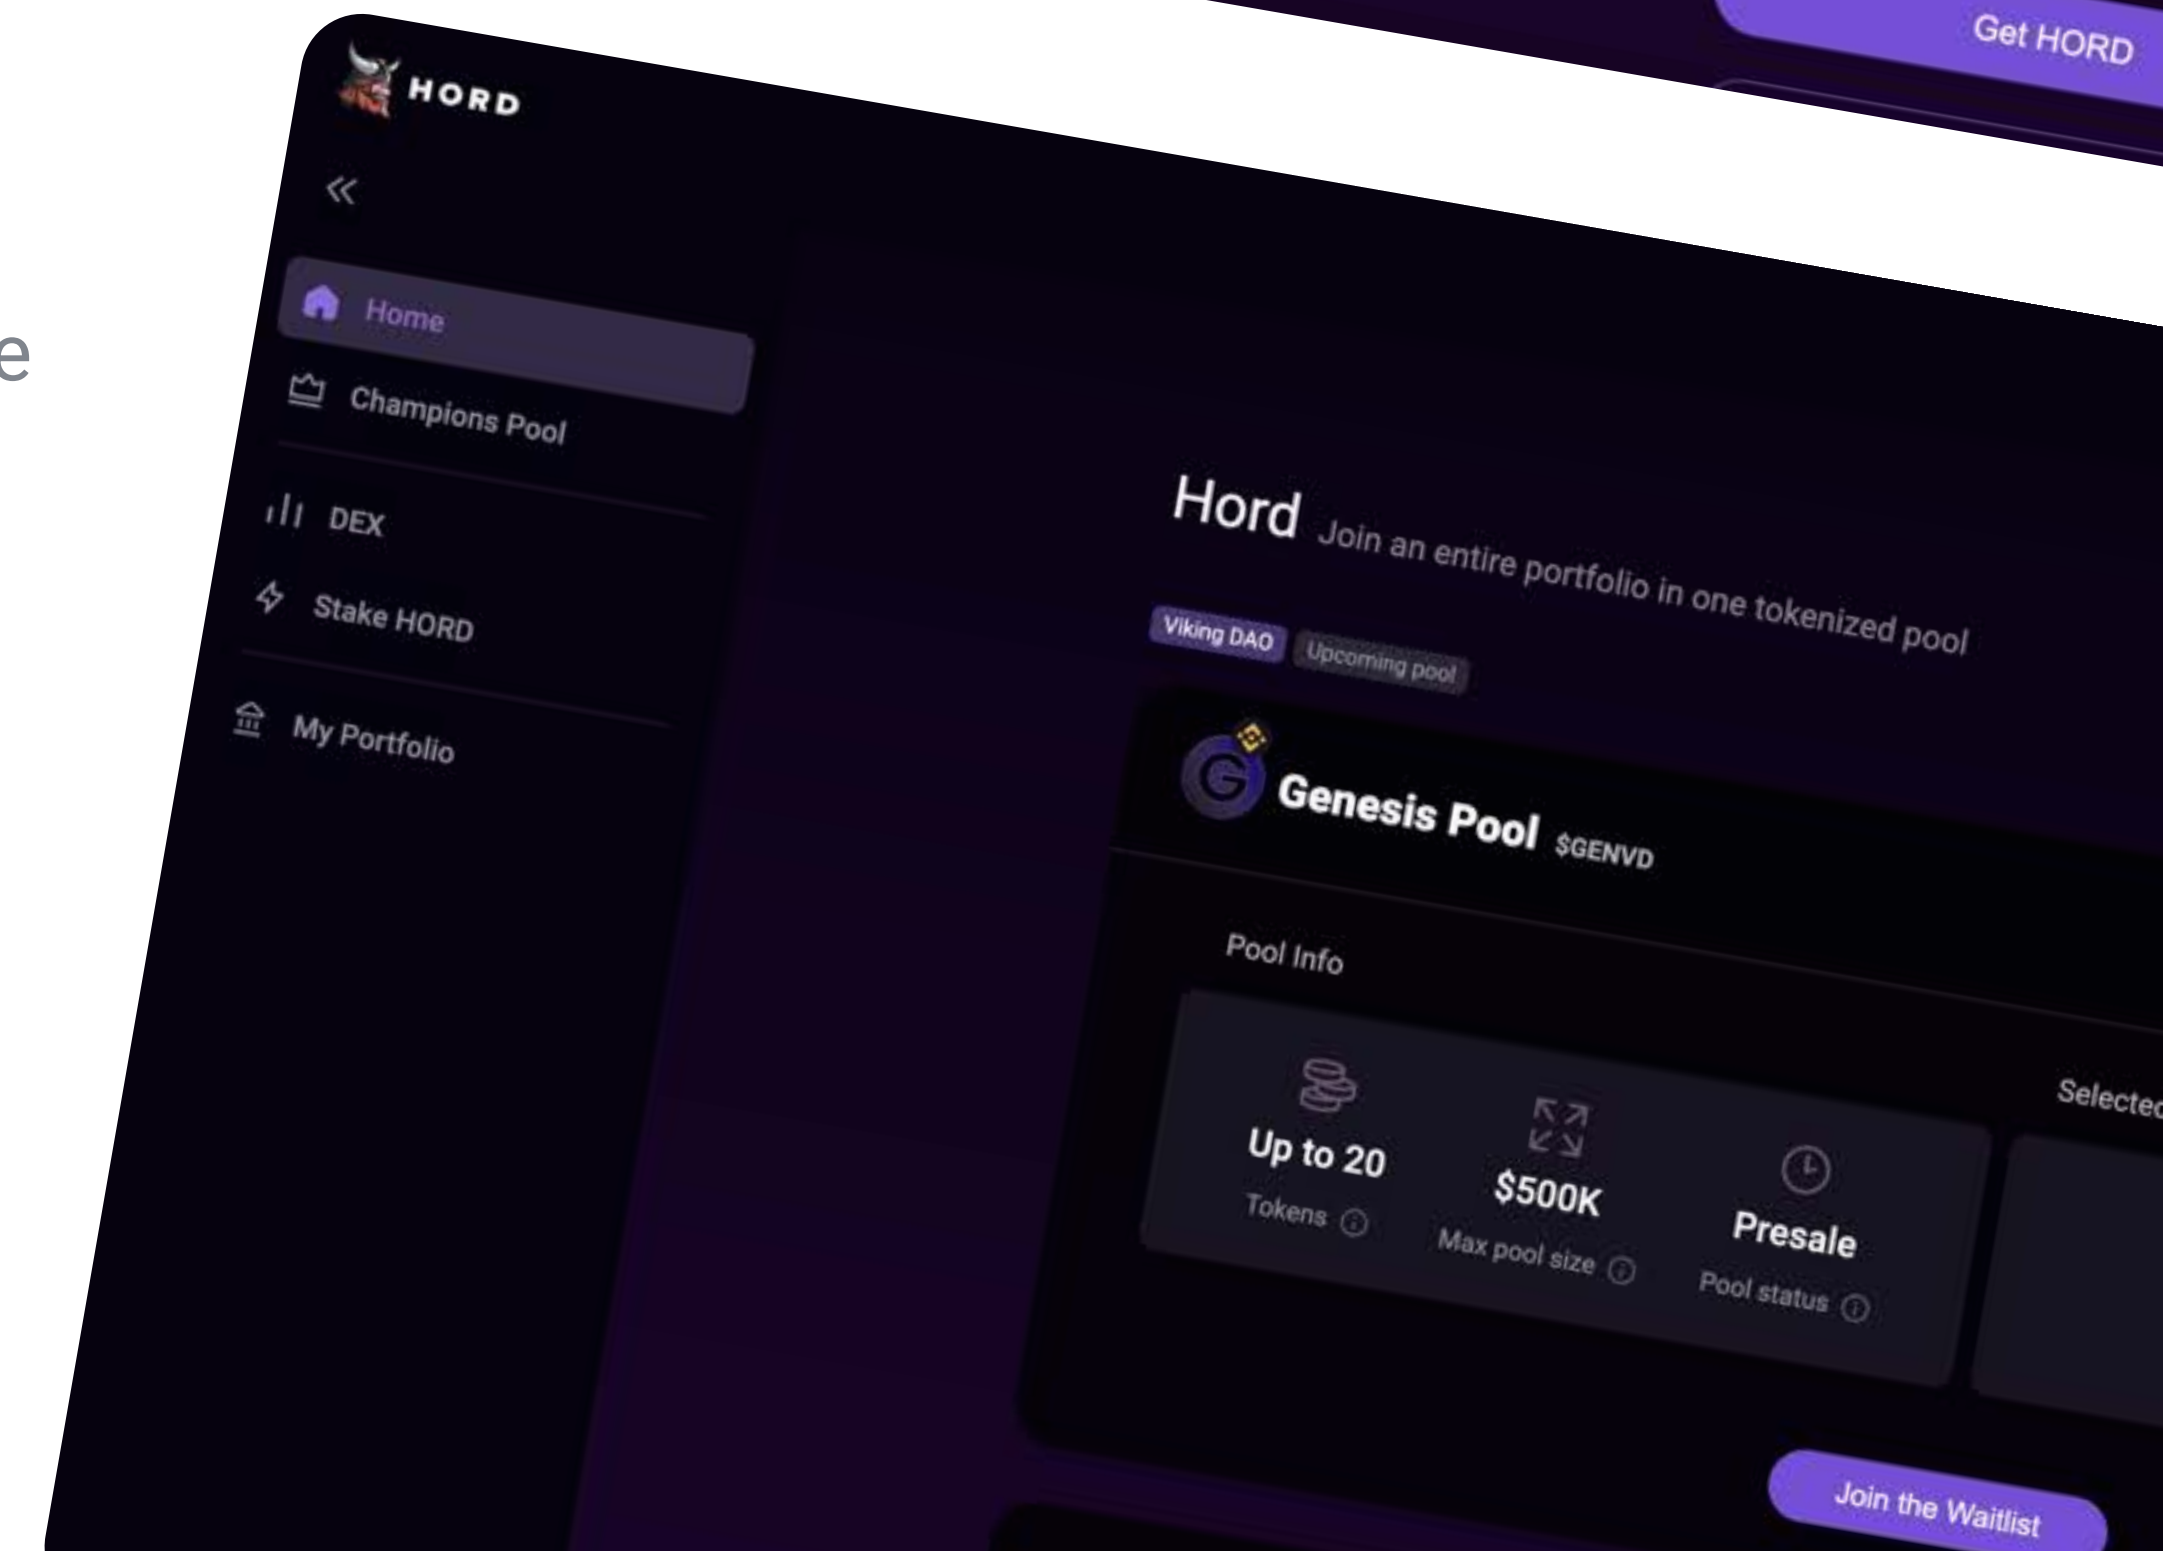 Get HORD
HORD
e
Home
Champions Pool
DEX
Stake HORD
My Portfolio
Hord Join an entire portfolio in one tokenized pool
Viking DAO Upcoming pool
G
Genesis Pool $GENVD
Pool Info
Selected
Up to 20
Tokens
$500K
Max pool size
Presale
Pool status
Join the Waitlist